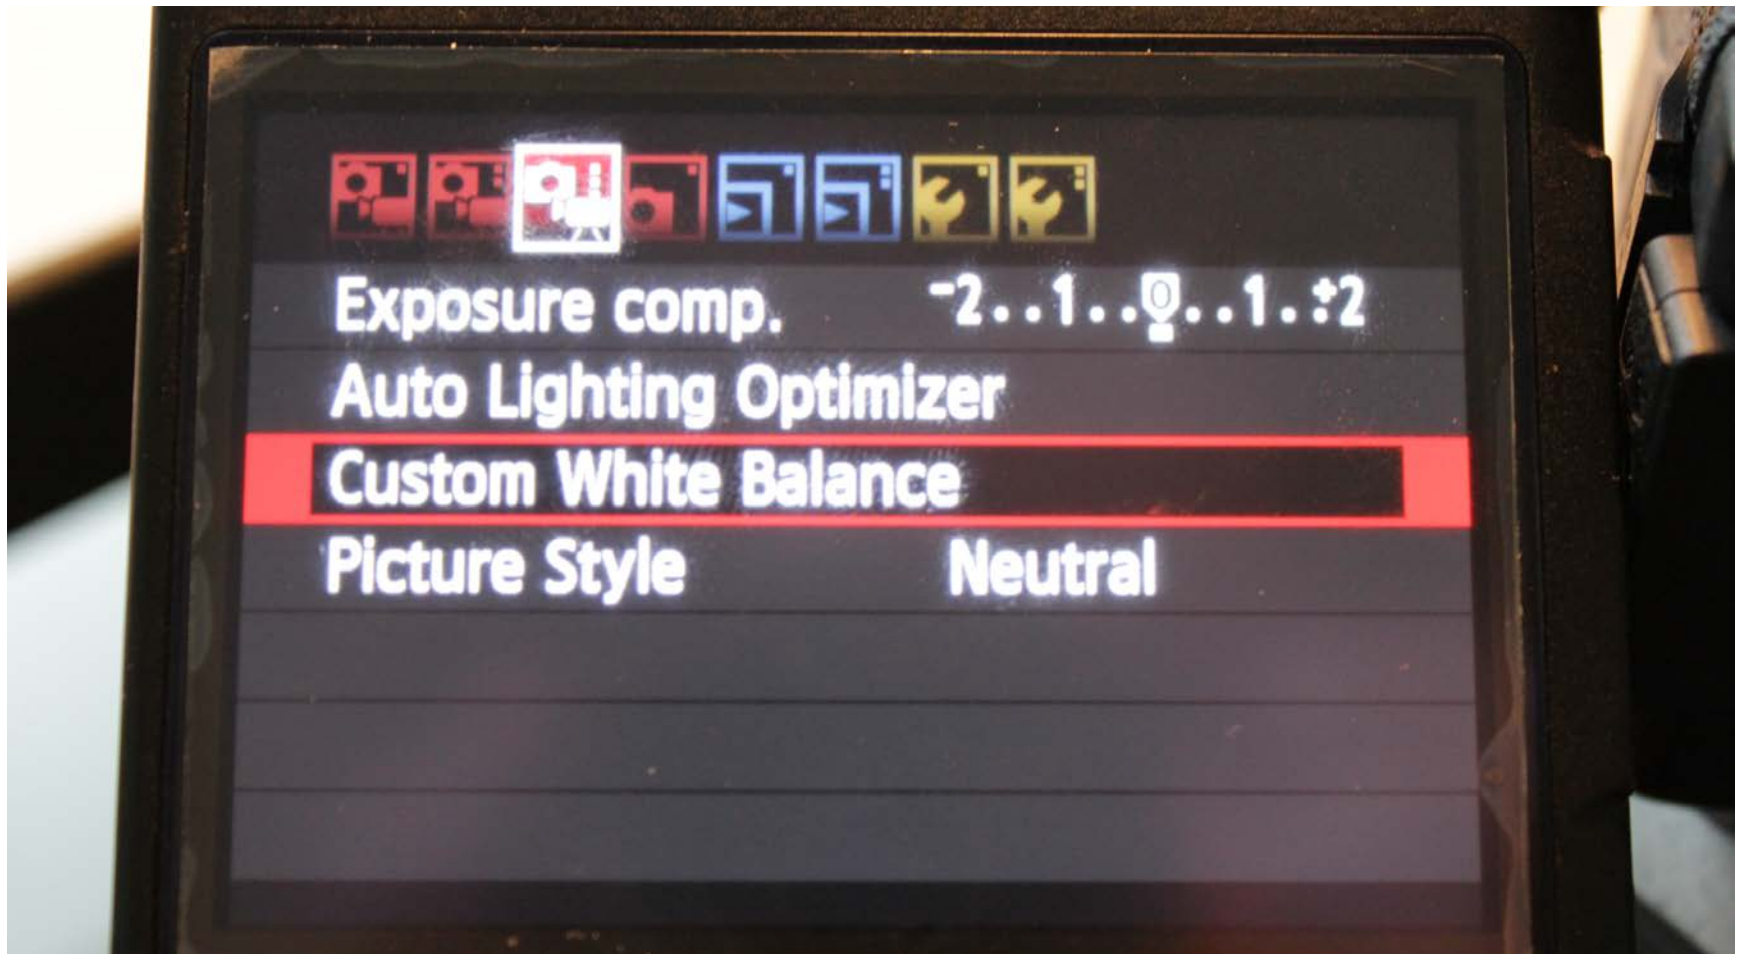 Exposure comp. -2..1..0..1.:+2
Auto Lighting Optimizer
Custom White Balance
Picture Style Neutral